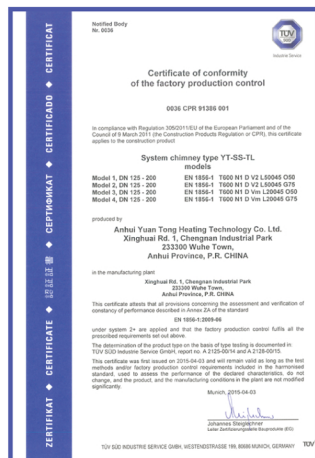 Notified Body
Nr. 0036
TÜV
SÜD
Industrie Service
Certificate of conformity
of the factory production control
0036 CPR 91386 001
In compliance with Regulation 305/2011/EU of the European Parliament and of the
Council of 9 March 2011 (the Construction Products Regulation or CPR), this certificate
applies to the construction product
System chimney type YT-SS-TL
models
Model 1, DN 125 - 200 EN 1856-1 T600 N1 D V2 L50045 O50
Model 2, DN 125 - 200 EN 1856-1 T600 N1 D V2 L50045 G75
Model 3, DN 125 - 200 EN 1856-1 T600 N1 D Vm L20045 O50
Model 4, DN 125 - 200 EN 1856-1 T600 N1 D Vm L20045 G75
produced by
Anhui Yuan Tong Heating Technology Co. Ltd.
Xinghuai Rd. 1, Chengnan Industrial Park
233300 Wuhe Town,
Anhui Province, P.R. CHINA
in the manufacturing plant
Xinghuai Rd. 1, Chengnan Industrial Park
233300 Wuhe Town,
Anhui Province, P.R. CHINA
This certificate attests that all provisions concerning the assessment and verification of
constancy of performance described in Annex ZA of the standard
EN 1856-1:2009-06
under system 2+ are applied and that the factory production control fulfils all the
prescribed requirements set out above.
The determination of the product type on the basis of type testing is documented in
TÜV SÜD Industrie Service GmbH, report no. A 2125-00/14 and A 2128-00/15.
This certificate was first issued on 2015-04-03 and will remain valid as long as the test
methods and/or factory production control requirements included in the harmonised
standard, used to assess the performance of the declared characteristics, do not
change, and the product, and the manufacturing conditions in the plant are not modified
significantly.
Munich, 2015-04-03
Johannes Steiglechner
Leiter Zertifizierungsstelle Bauprodukte (EG)
TÜV SÜD INDUSTRIE SERVICE GMBH, WESTENDSTRASSE 199, 80686 MUNICH, GERMANY TÜV
ZERTIFIKAT ◆ CERTIFICATE ◆ 認証証書 ◆ СЕРТИФИКАТ ◆ CERTIFICADO ◆ CERTIFICAT